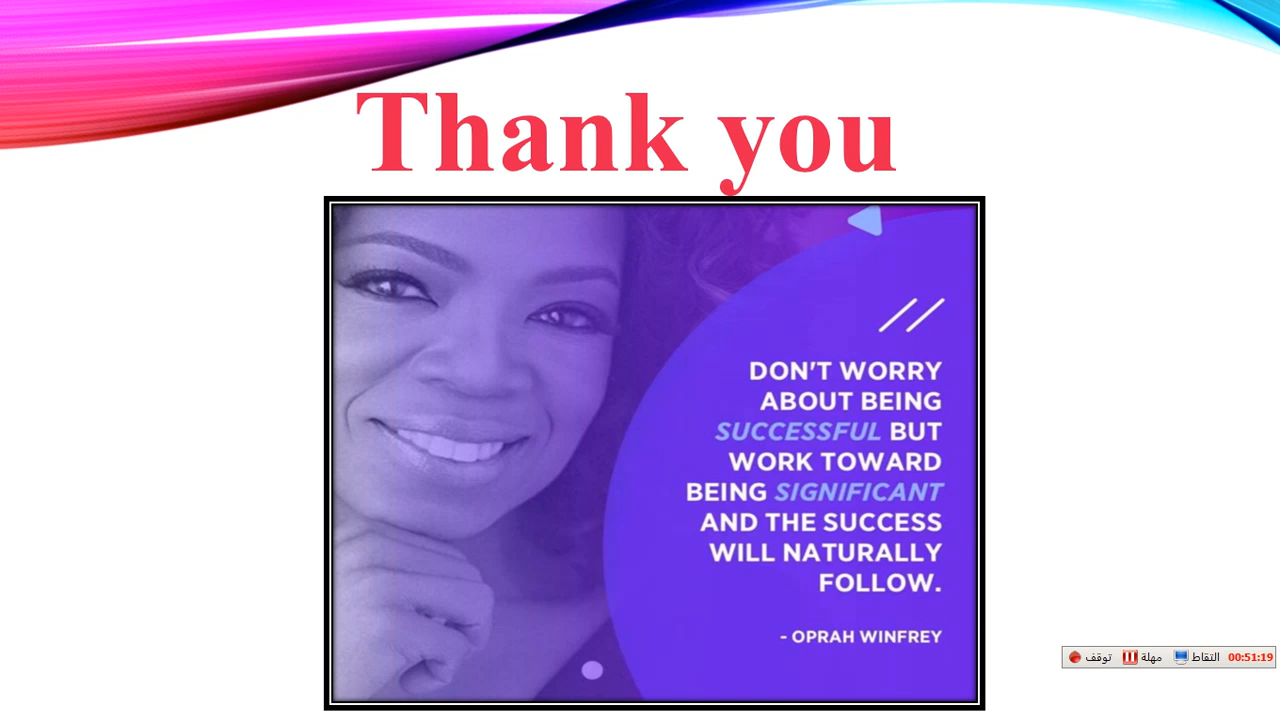 Thank you
DON'T WORRY
ABOUT BEING
SUCCESSFUL BUT
WORK TOWARD
BEING SIGNIFICANT
AND THE SUCCESS
WILL NATURALLY
FOLLOW.
- OPRAH WINFREY
توقف مهلة التقاط 00:51:19